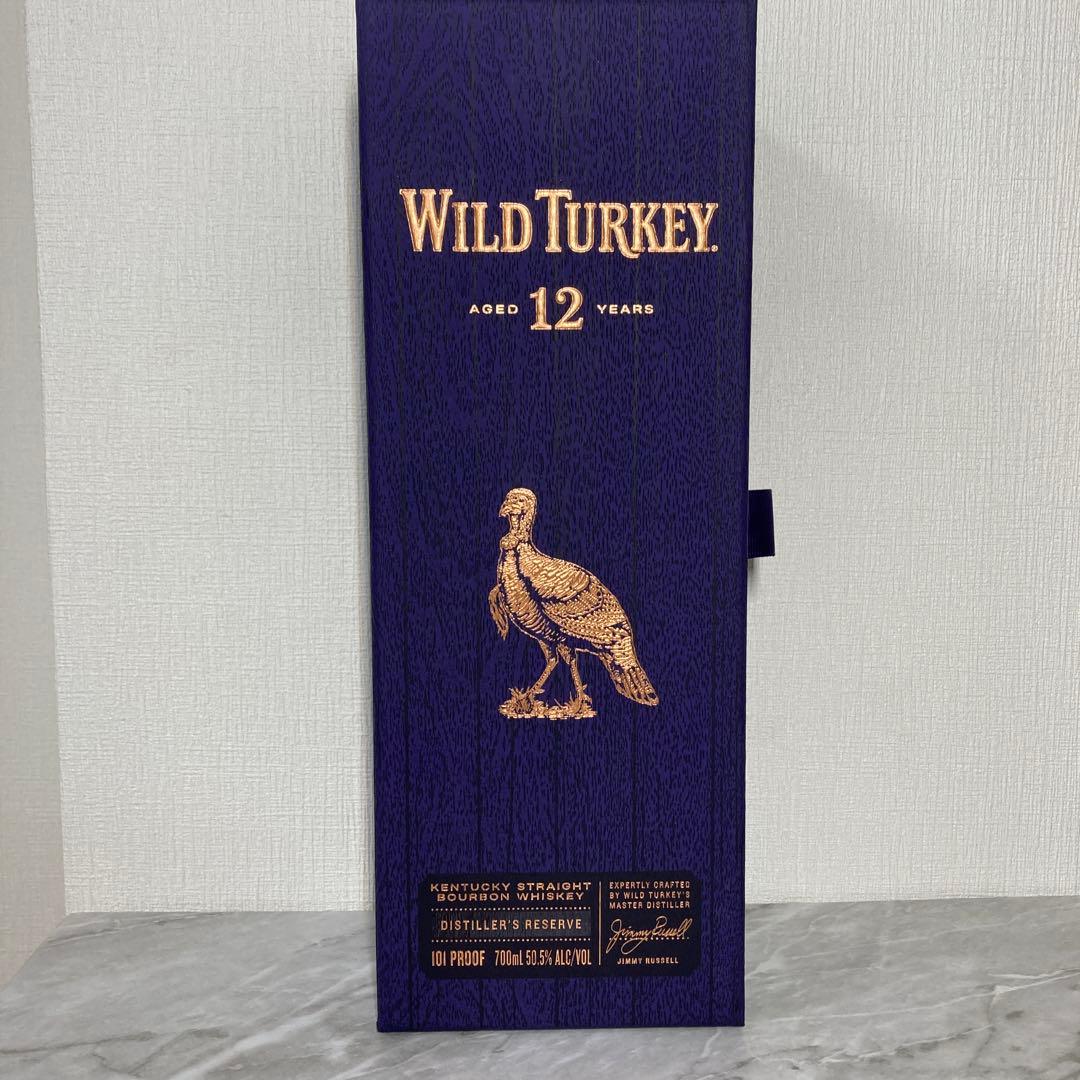 WILD TURKEY.
AGED 12 YEARS
KENTUCKY STRAIGHT
BOURBON WHISKEY
DISTILLER'S RESERVE
101 PROOF 700mL 50.5% ALC/VOL
EXPERTLY CRAFTED
BY WILD TURKEY'S
MASTER DISTILLER
Jimmy Russell
JIMMY RUSSELL